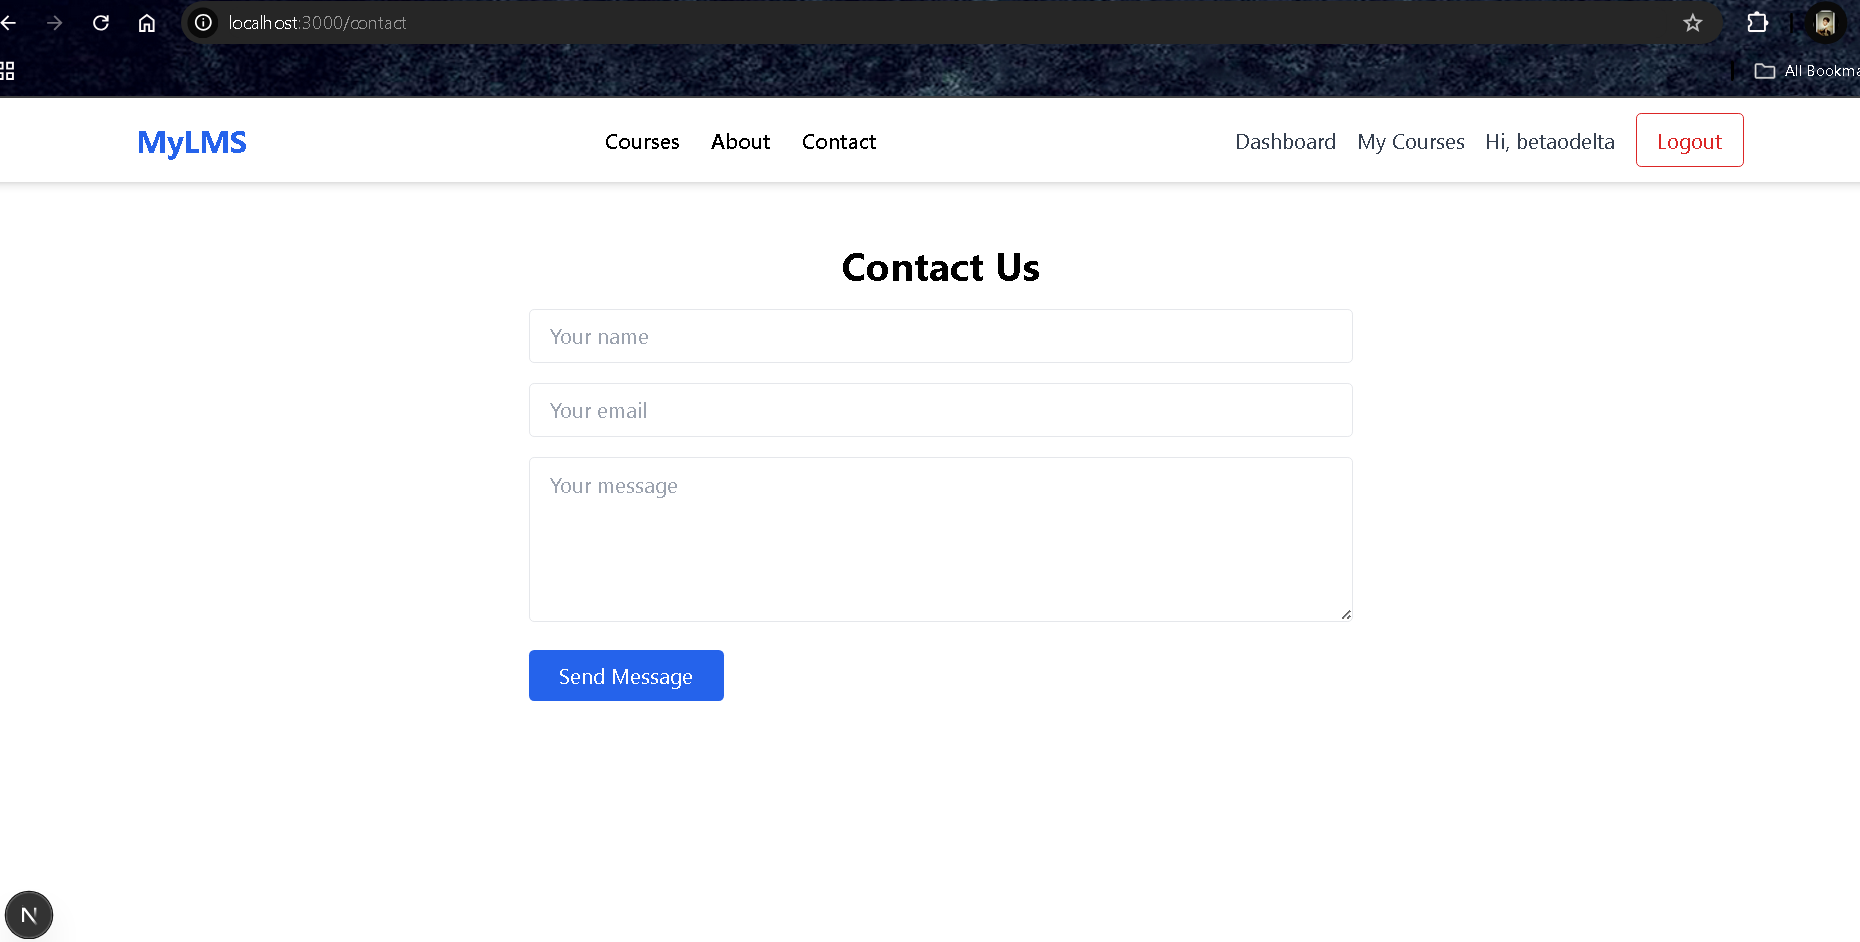 localhost:3000/contact
All Bookma
MyLMS Courses About Contact Dashboard My Courses Hi, betaodelta Logout
Contact Us
Your name
Your email
Your message
Send Message
N